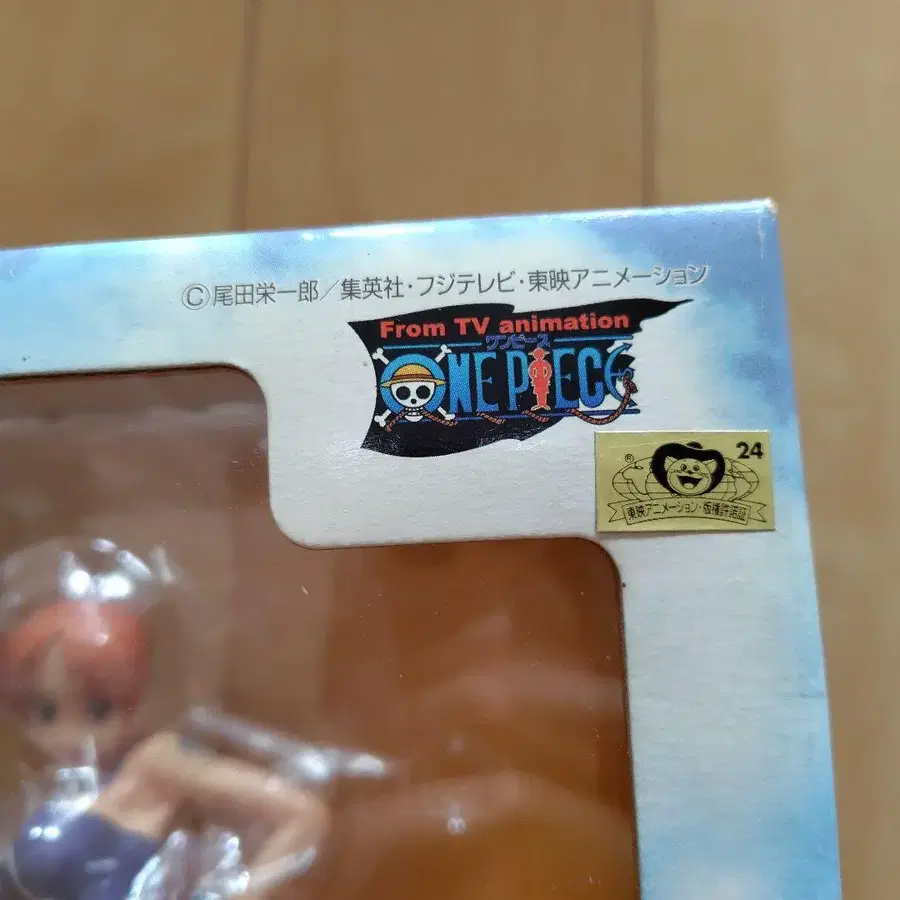 ©尾田栄一郎／集英社・フジテレビ・東映アニメーション
From TV animation
ワンピース
ONE PIECE
24
®
東映アニメーション・版権許諾証